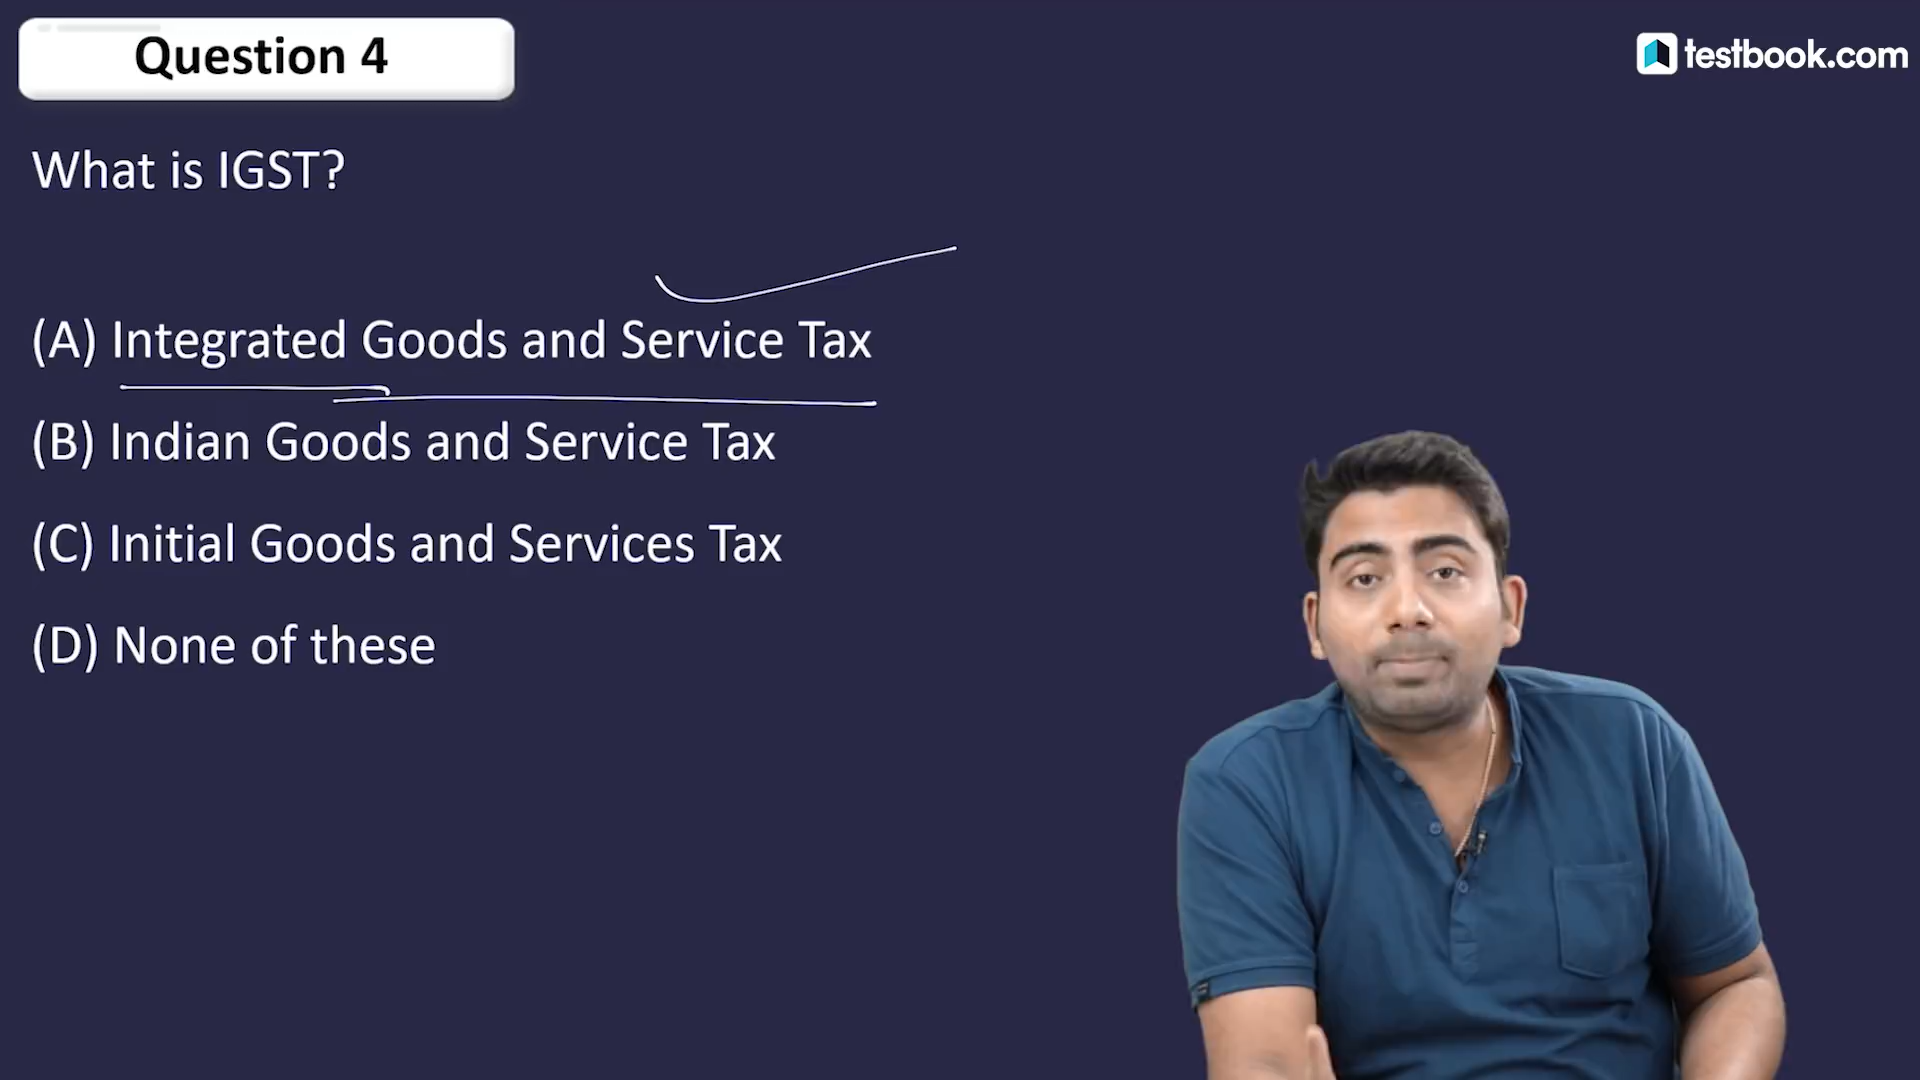 Question 4
testbook.com
What is IGST?
(A) Integrated Goods and Service Tax
(B) Indian Goods and Service Tax
(C) Initial Goods and Services Tax
(D) None of these